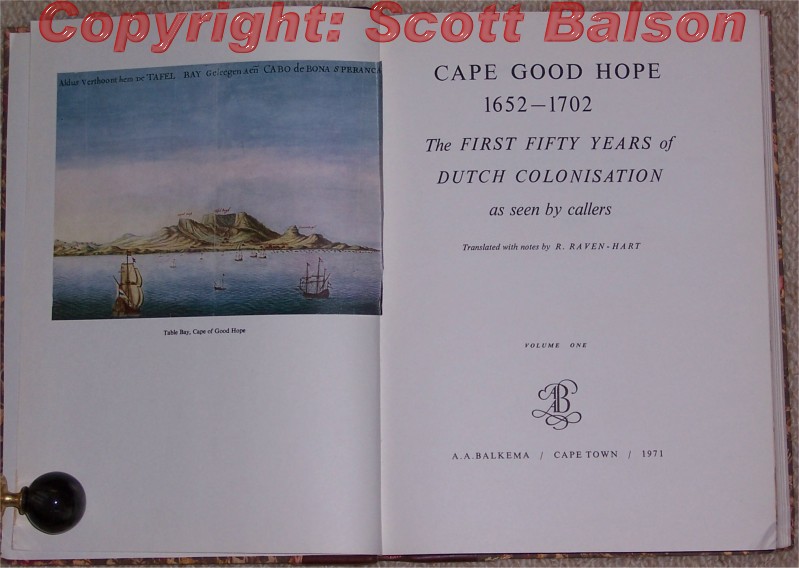 Copyright: Scott Balson
Aldus Verthoont hem DE TAFEL BAY Gelegen aen CABO de BONA SPERANCA
Table Bay, Cape of Good Hope
CAPE GOOD HOPE
1652—1702
The FIRST FIFTY YEARS of
DUTCH COLONISATION
as seen by callers
Translated with notes by R. RAVEN-HART
VOLUME ONE
AB
A.A.BALKEMA / CAPE TOWN / 1971